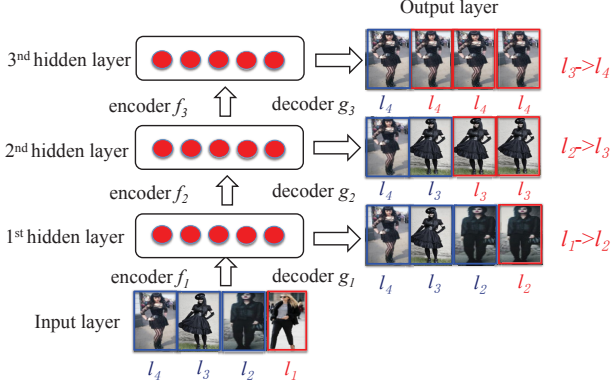 Output layer
3nd hidden layer
l4 l4 l4 l4
l3->l4
encoder f3
decoder g3
2nd hidden layer
l4 l3 l3 l3
l2->l3
encoder f2
decoder g2
1st hidden layer
l4 l3 l2 l2
l1->l2
encoder f1
decoder g1
Input layer
l4 l3 l2 l1